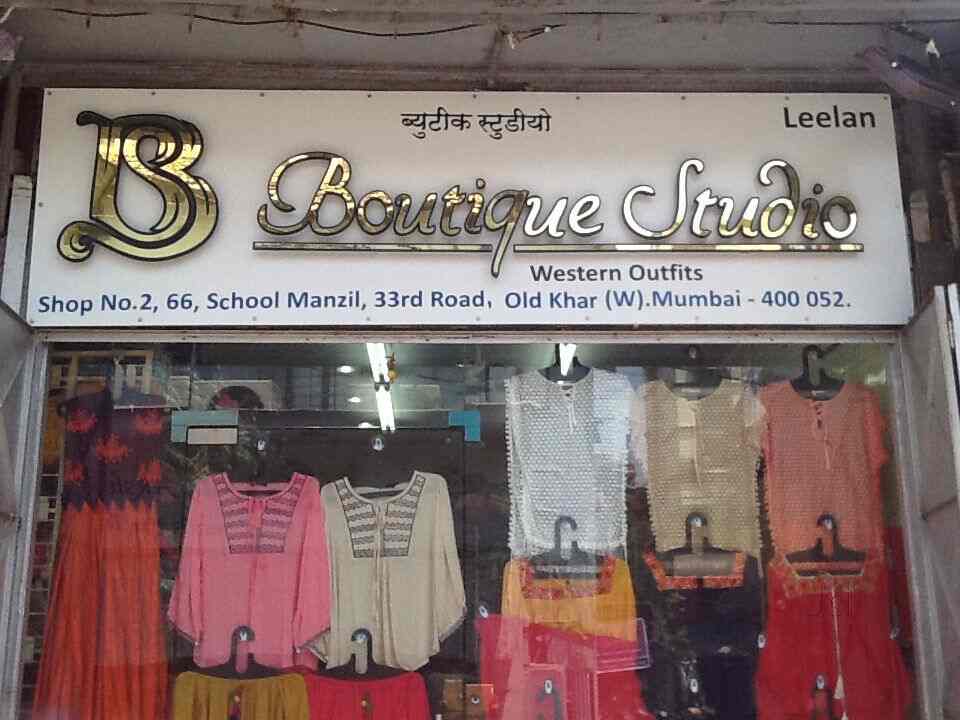 BS
ब्युटीक स्टुडीयो
Leelan
Boutique Studio
Western Outfits
Shop No.2, 66, School Manzil, 33rd Road, Old Khar (W).Mumbai - 400 052.